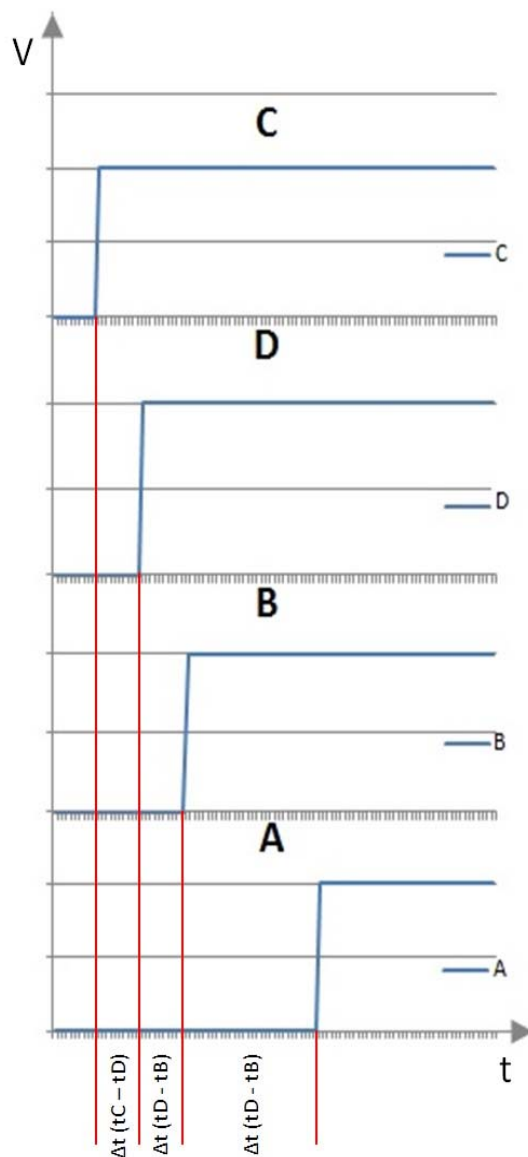 V
C
C
D
D
B
B
A
A
t
Δt (tC – tD)
Δt (tD - tB)
Δt (tD - tB)